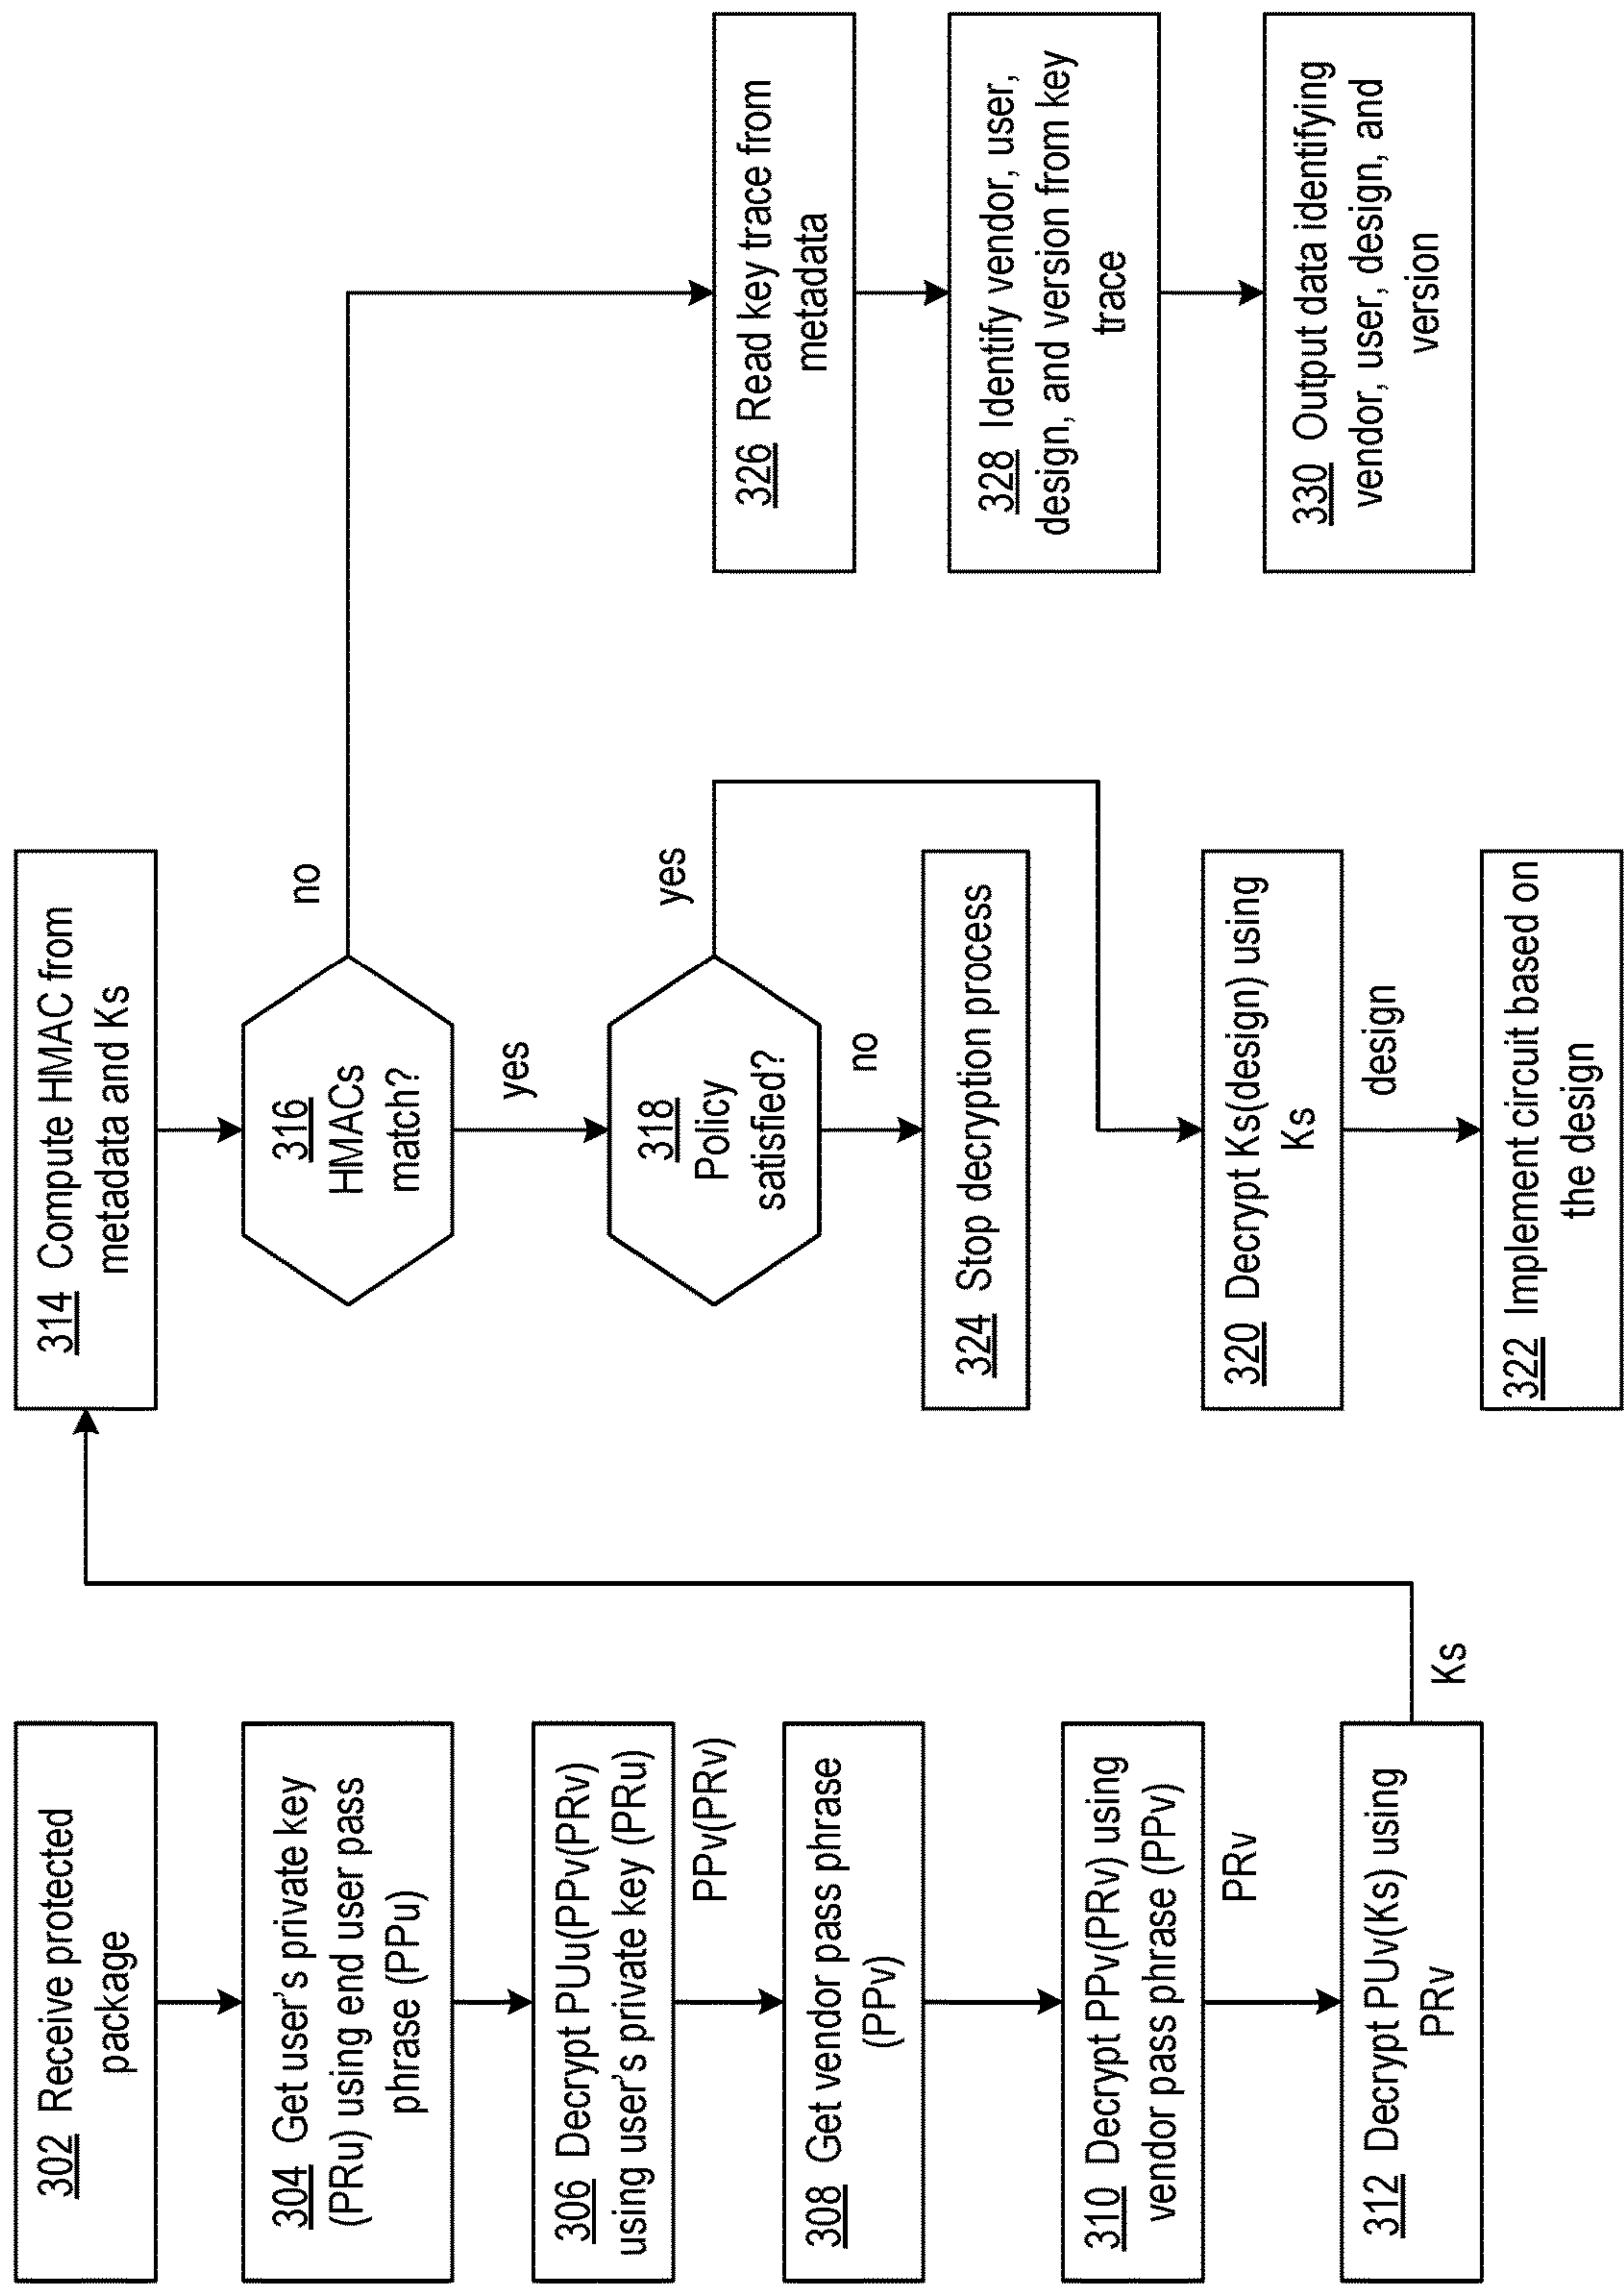 302 Receive protected
package
304 Get user's private key
(PRu) using end user pass
phrase (PPu)
306 Decrypt PUu(PPv(PRv)
using user's private key (PRu)
PPv(PRv)
308 Get vendor pass phrase
(PPv)
310 Decrypt PPv(PRv) using
vendor pass phrase (PPv)
PRv
312 Decrypt PUv(Ks) using
PRv
Ks
314 Compute HMAC from
metadata and Ks
316
HMACs
match?
no
yes
318
Policy
satisfied?
yes
no
324 Stop decryption process
320 Decrypt Ks(design) using
Ks
design
322 Implement circuit based on
the design
326 Read key trace from
metadata
328 Identify vendor, user,
design, and version from key
trace
330 Output data identifying
vendor, user, design, and
version